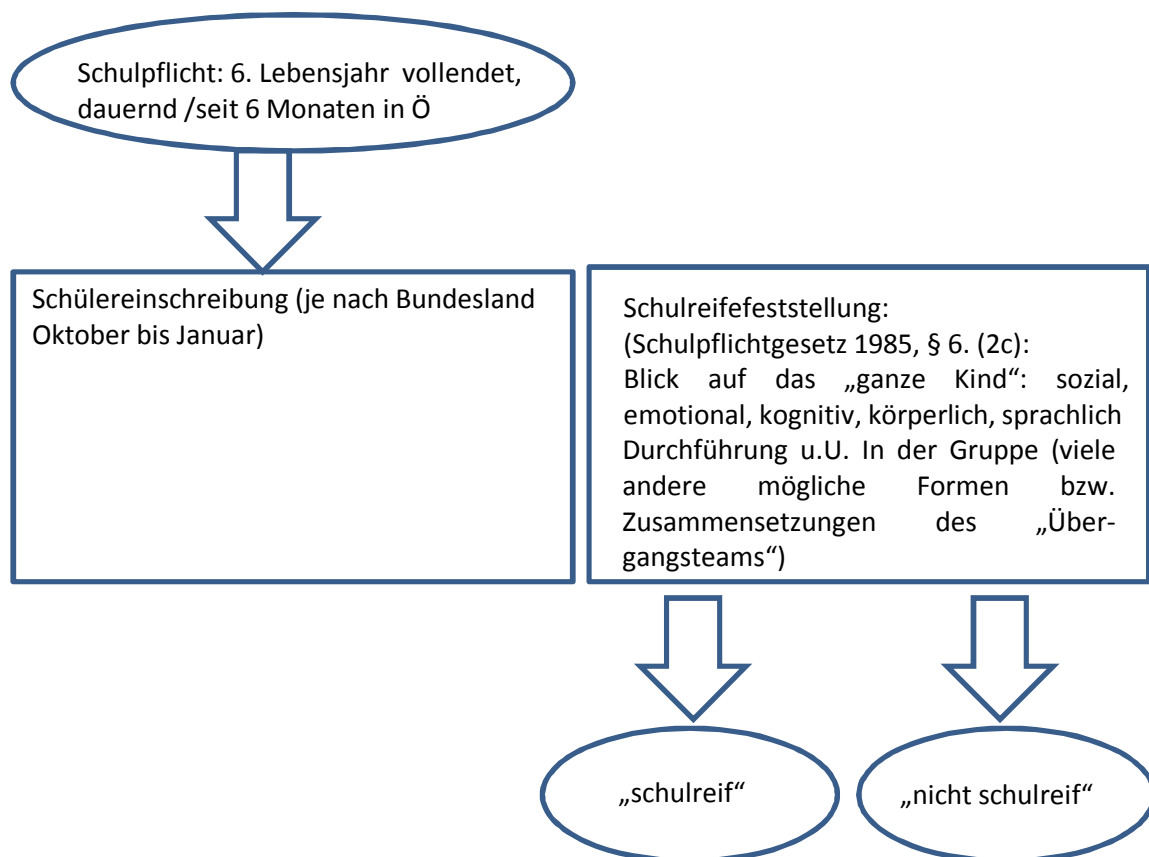 Schulpflicht: 6. Lebensjahr vollendet,
dauernd /seit 6 Monaten in Ö
Schülereinschreibung (je nach Bundesland
Oktober bis Januar)
Schulreifefeststellung:
(Schulpflichtgesetz 1985, § 6. (2c):
Blick auf das „ganze Kind“: sozial,
emotional, kognitiv, körperlich, sprachlich
Durchführung u.U. In der Gruppe (viele
andere mögliche Formen bzw.
Zusammensetzungen des „Über-
gangsteams“)
„schulreif“
„nicht schulreif“